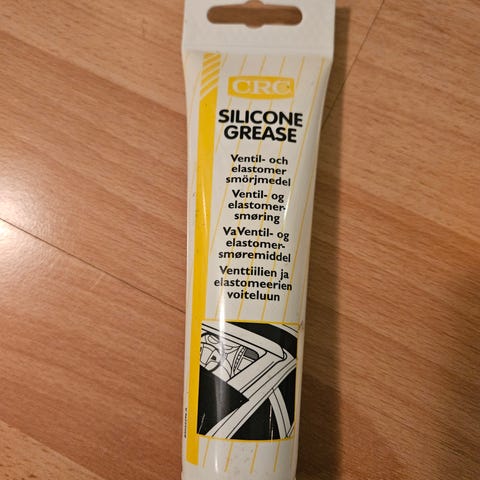 CRC
SILICONE
GREASE
Ventil- och
elastomer
smörjmedel
Ventil- og
elastomer-
smøring
VaVentil- og
elastomer-
smøremiddel
Venttiilien ja
elastomeerien
voiteluun